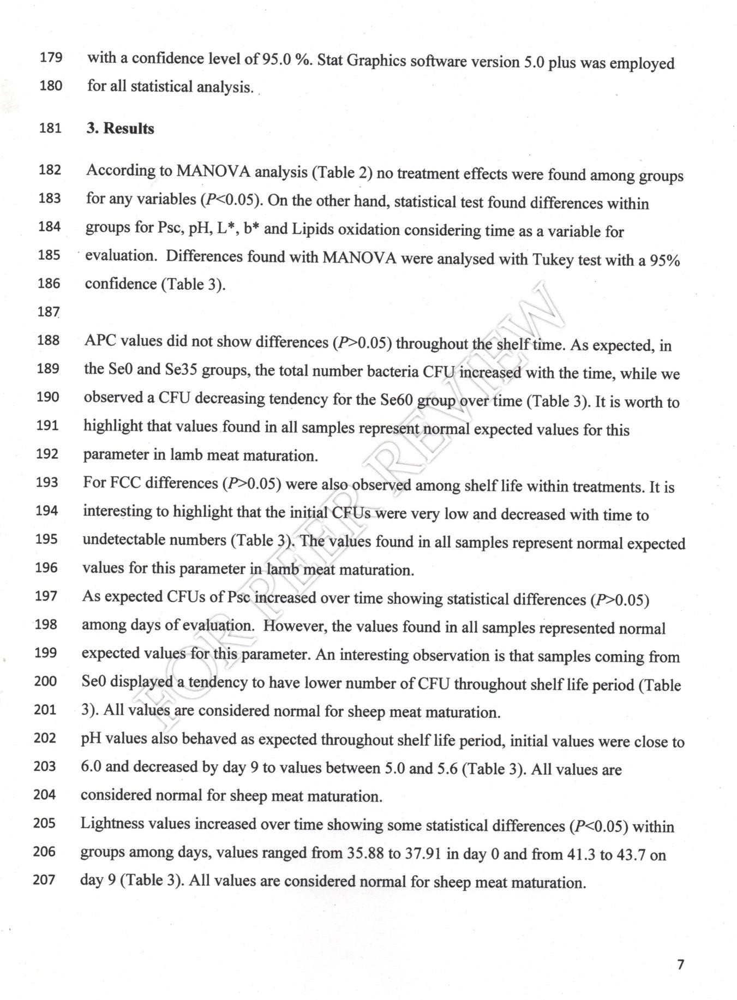 179 with a confidence level of 95.0 %. Stat Graphics software version 5.0 plus was employed
180 for all statistical analysis.
181 3. Results
182 According to MANOVA analysis (Table 2) no treatment effects were found among groups
183 for any variables (P<0.05). On the other hand, statistical test found differences within
184 groups for Psc, pH, L*, b* and Lipids oxidation considering time as a variable for
185 evaluation.  Differences found with MANOVA were analysed with Tukey test with a 95%
186 confidence (Table 3).
187
188 APC values did not show differences (P>0.05) throughout the shelf time. As expected, in
189 the Se0 and Se35 groups, the total number bacteria CFU increased with the time, while we
190 observed a CFU decreasing tendency for the Se60 group over time (Table 3). It is worth to
191 highlight that values found in all samples represent normal expected values for this
192 parameter in lamb meat maturation.
193 For FCC differences (P>0.05) were also observed among shelf life within treatments. It is
194 interesting to highlight that the initial CFUs were very low and decreased with time to
195 undetectable numbers (Table 3). The values found in all samples represent normal expected
196 values for this parameter in lamb meat maturation.
197 As expected CFUs of Psc increased over time showing statistical differences (P>0.05)
198 among days of evaluation.  However, the values found in all samples represented normal
199 expected values for this parameter. An interesting observation is that samples coming from
200 Se0 displayed a tendency to have lower number of CFU throughout shelf life period (Table
201 3). All values are considered normal for sheep meat maturation.
202 pH values also behaved as expected throughout shelf life period, initial values were close to
203 6.0 and decreased by day 9 to values between 5.0 and 5.6 (Table 3). All values are
204 considered normal for sheep meat maturation.
205 Lightness values increased over time showing some statistical differences (P<0.05) within
206 groups among days, values ranged from 35.88 to 37.91 in day 0 and from 41.3 to 43.7 on
207 day 9 (Table 3). All values are considered normal for sheep meat maturation.
FOR PEER REVIEW
7